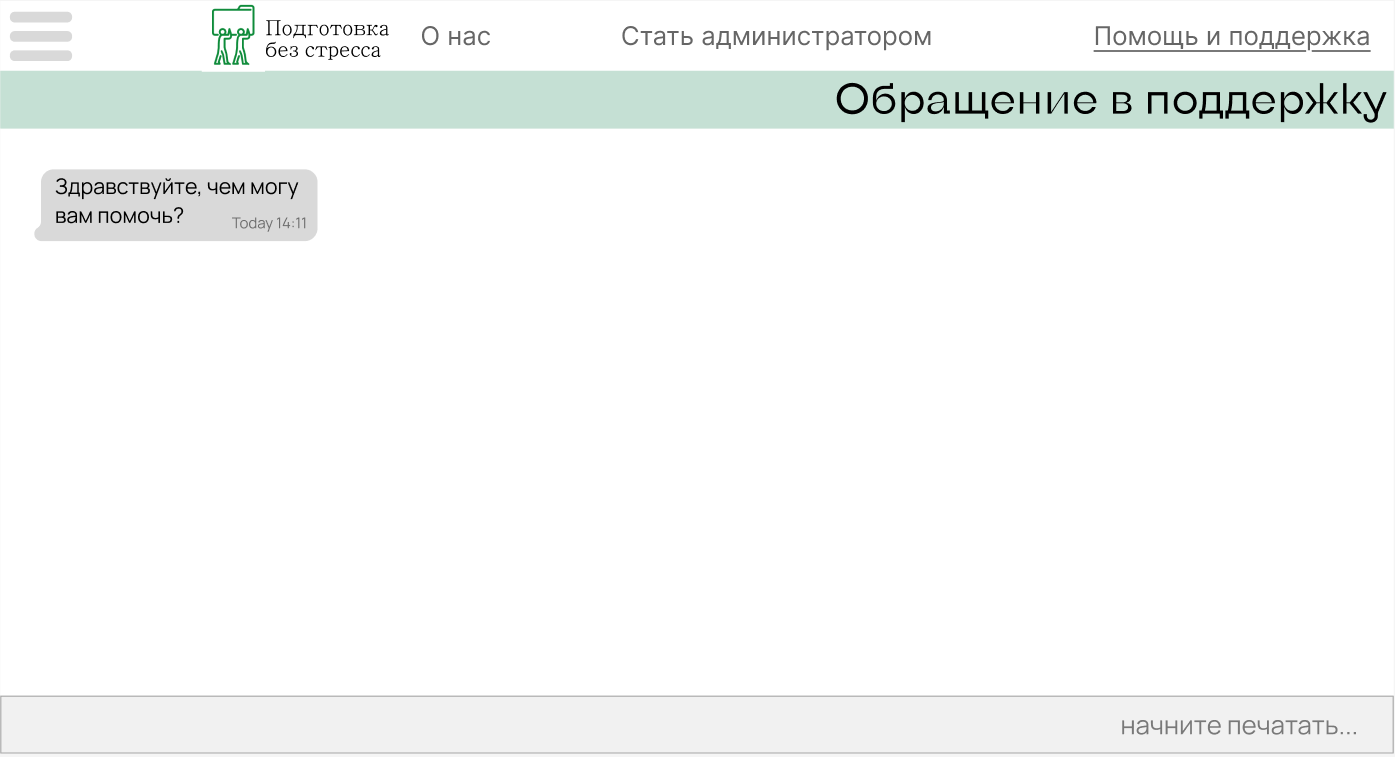 Подготовка
без стресса
О нас
Стать администратором
Помощь и поддержка
Обращение в поддержку
Здравствуйте, чем могу
вам помочь?
Today 14:11
начните печатать...